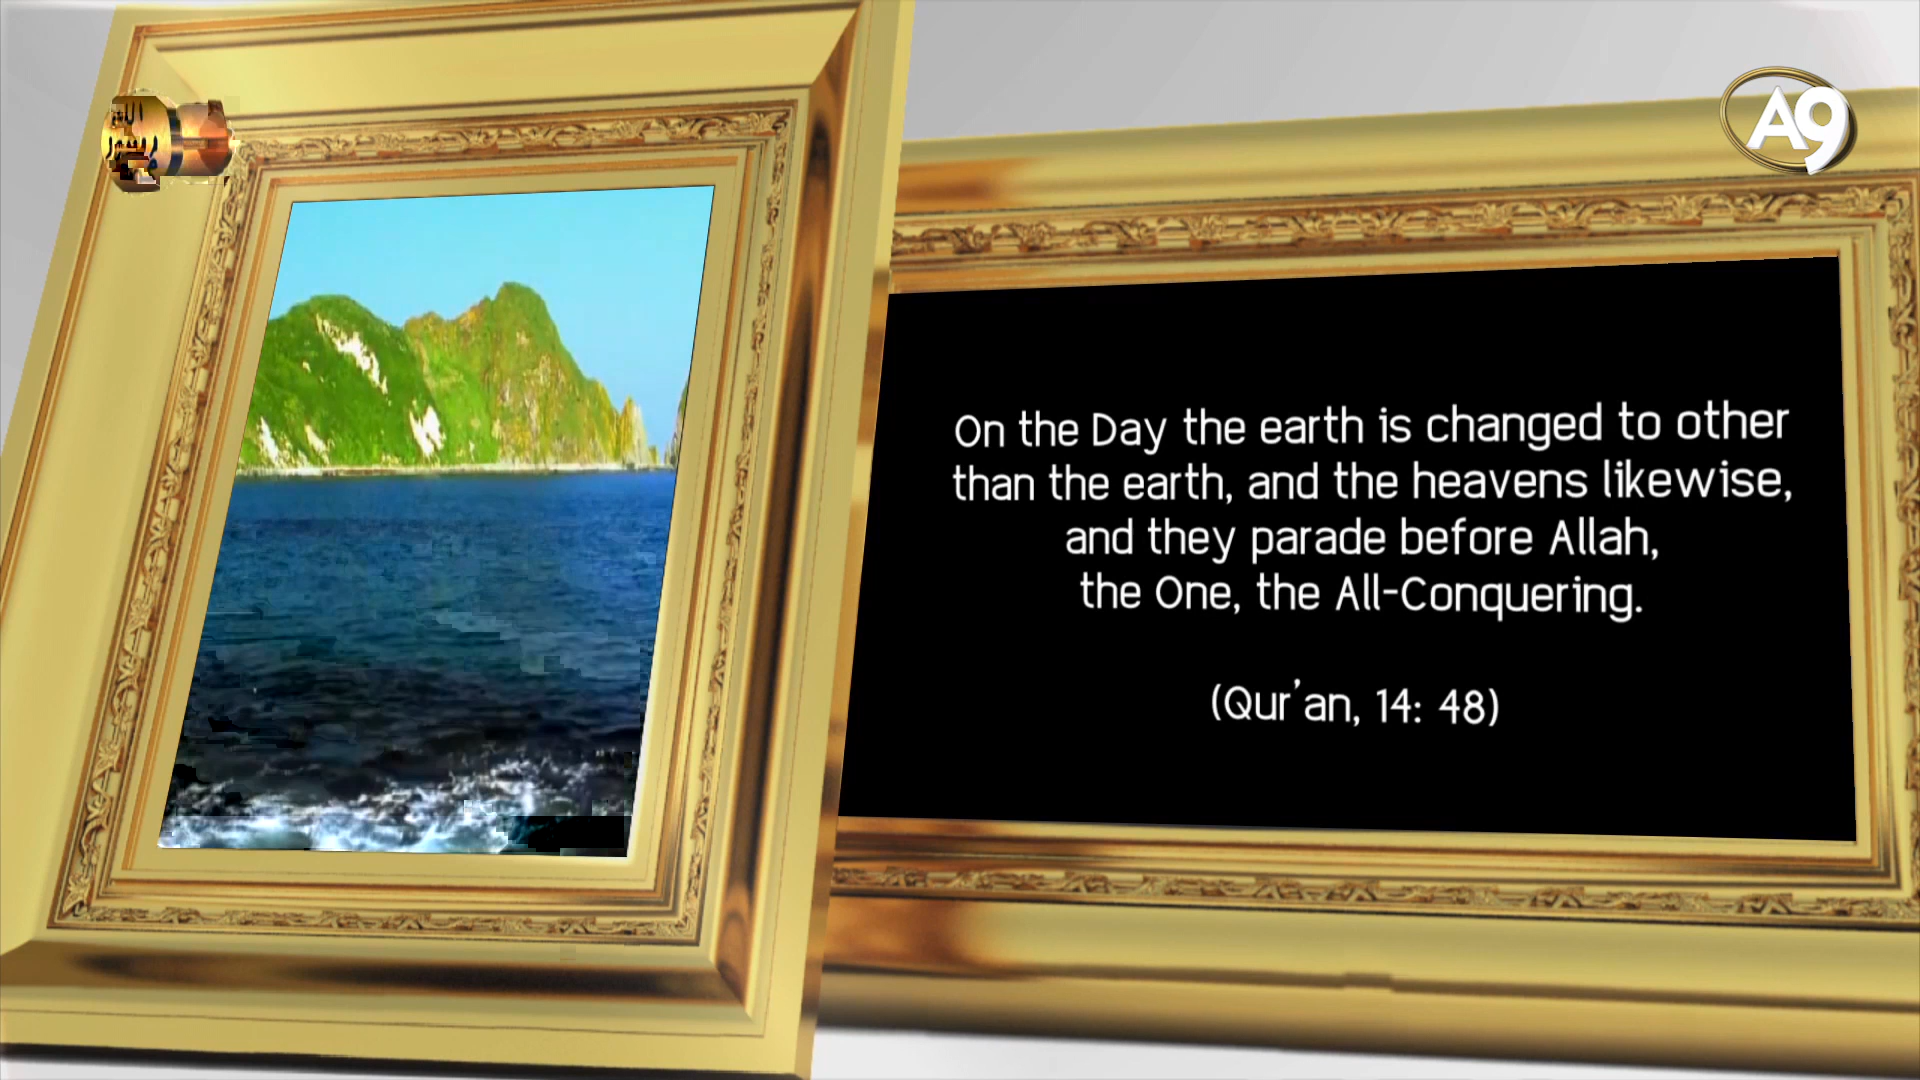 A9
On the Day the earth is changed to other
than the earth, and the heavens likewise,
and they parade before Allah,
the One, the All-Conquering.
(Qur'an, 14: 48)